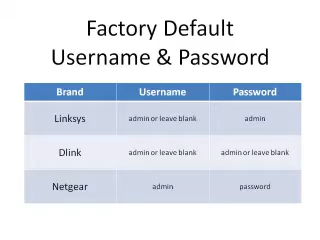 Factory Default
Username & Password
Brand Username Password
Linksys admin or leave blank admin
Dlink admin or leave blank admin or leave blank
Netgear admin password